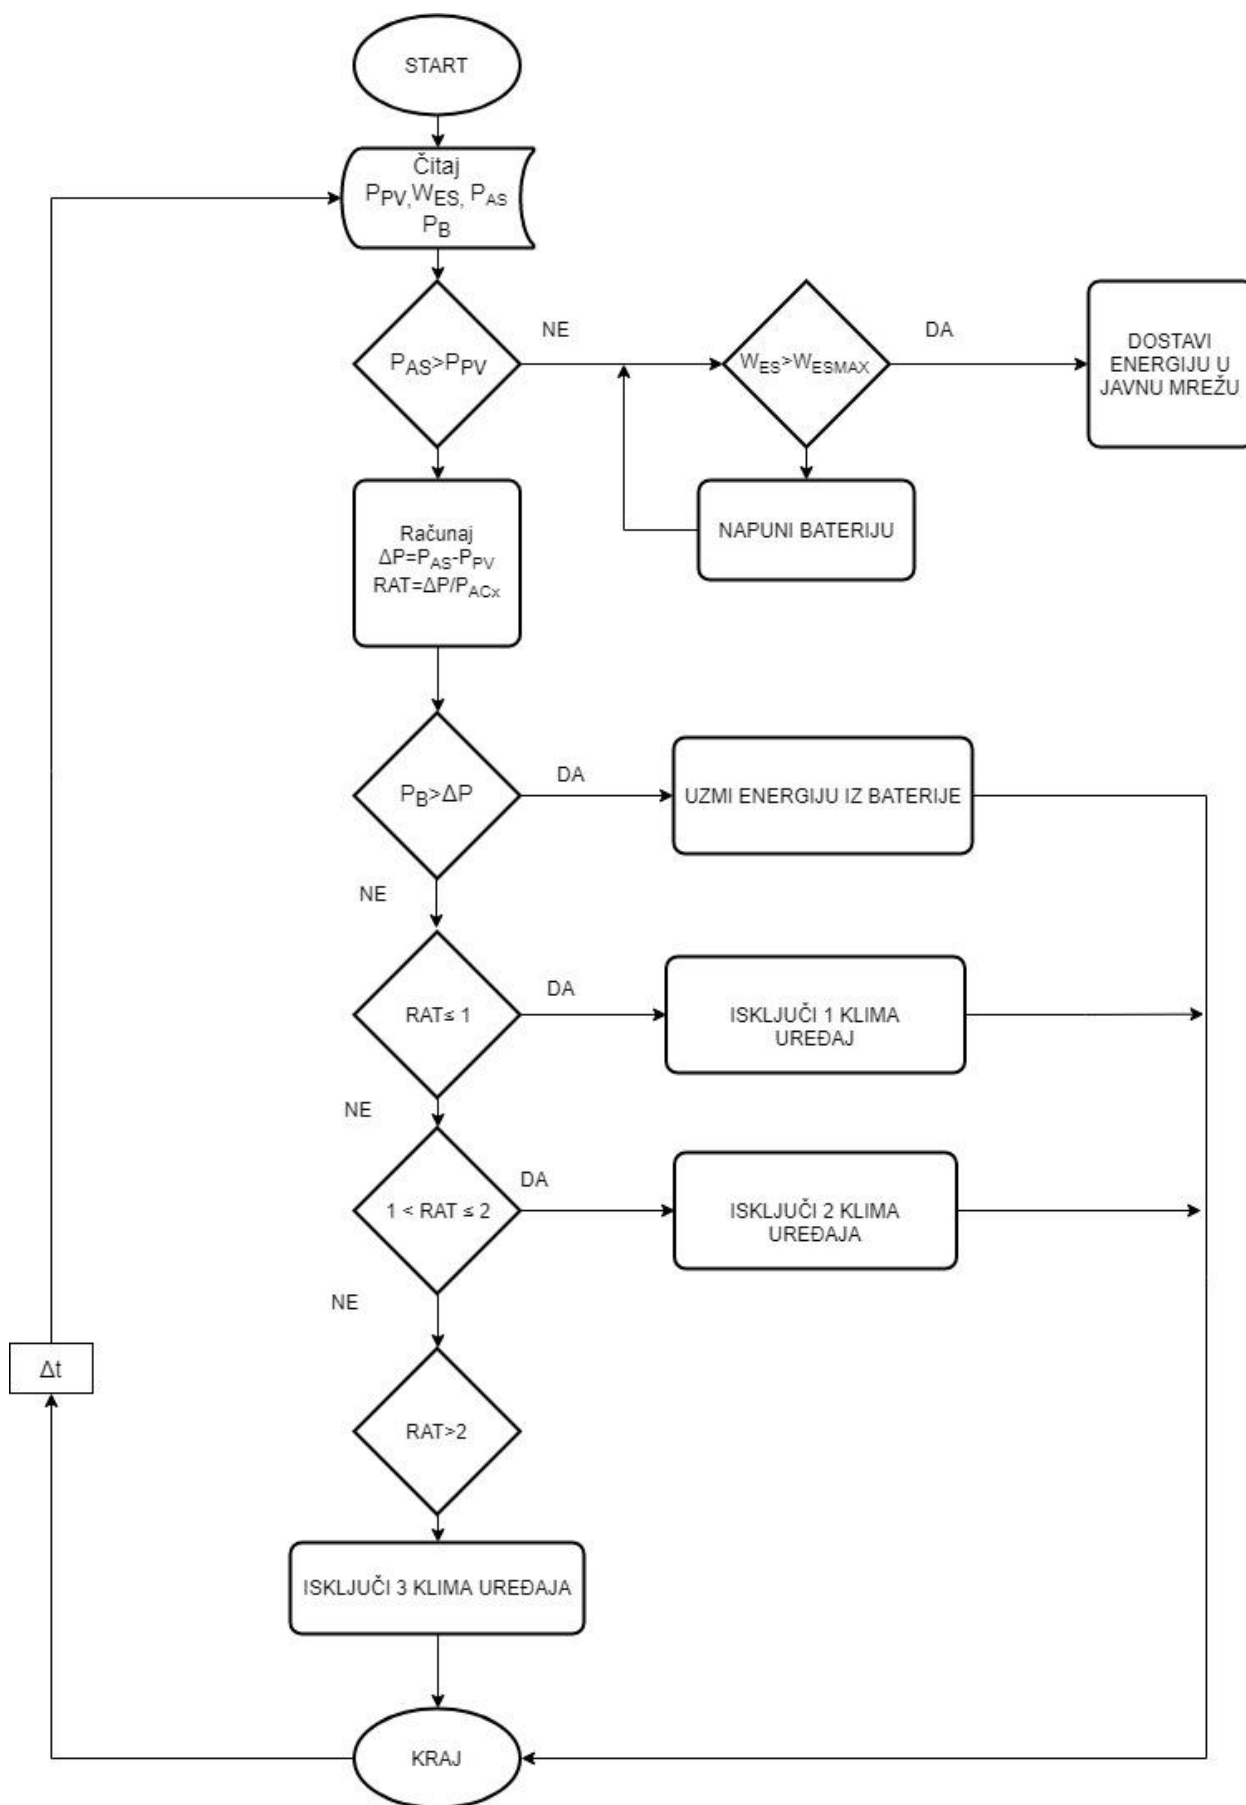 START
Čitaj
PPV,WES, PAS
PB
PAS>PPV
NE
WES>WESMAX
DA
DOSTAVI
ENERGIJU U
JAVNU MREŽU
NAPUNI BATERIJU
Računaj
ΔP=PAS-PPV
RAT=ΔP/PACx
PB>ΔP
DA
UZMI ENERGIJU IZ BATERIJE
NE
RAT≤ 1
DA
ISKLJUČI 1 KLIMA
UREĐAJ
NE
1 < RAT ≤ 2
DA
ISKLJUČI 2 KLIMA
UREĐAJA
NE
Δt
RAT>2
ISKLJUČI 3 KLIMA UREĐAJA
KRAJ